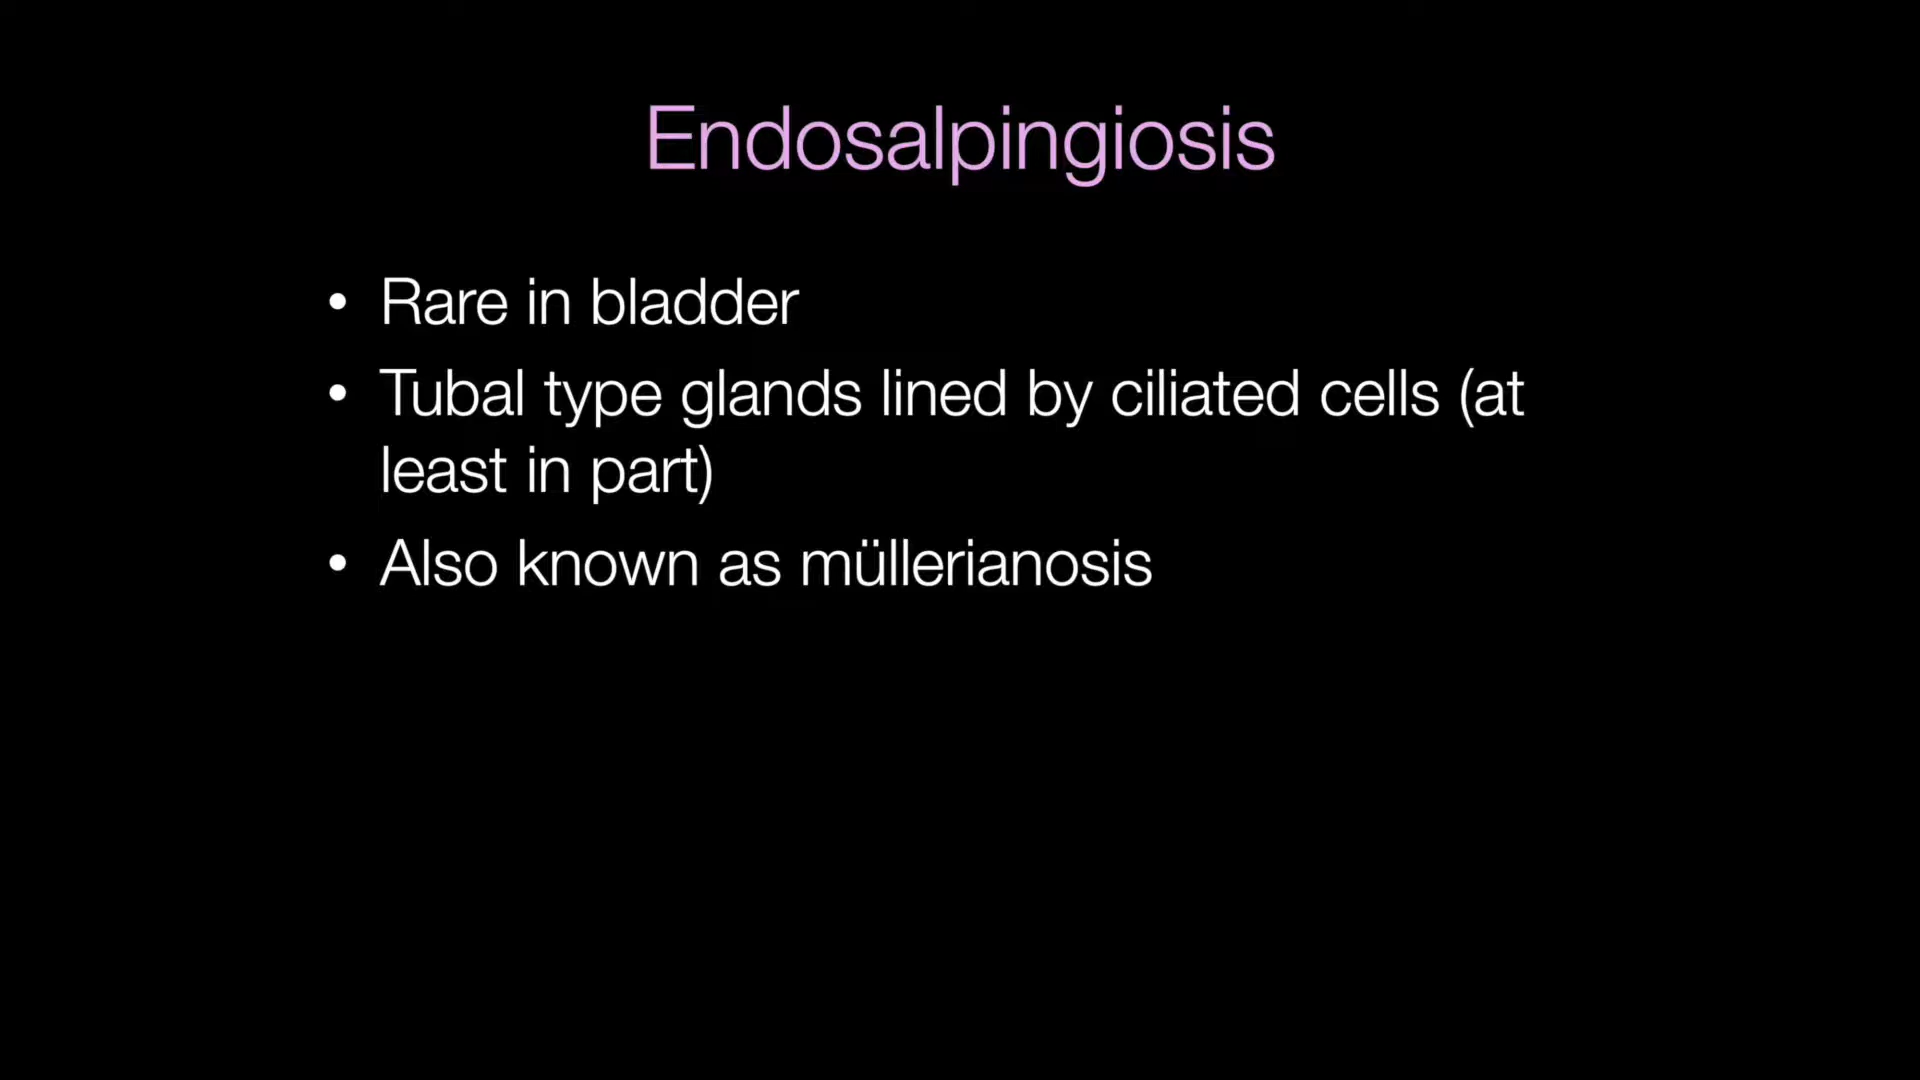 Endosalpingiosis
• Rare in bladder
• Tubal type glands lined by ciliated cells (at
least in part)
• Also known as müllerianosis